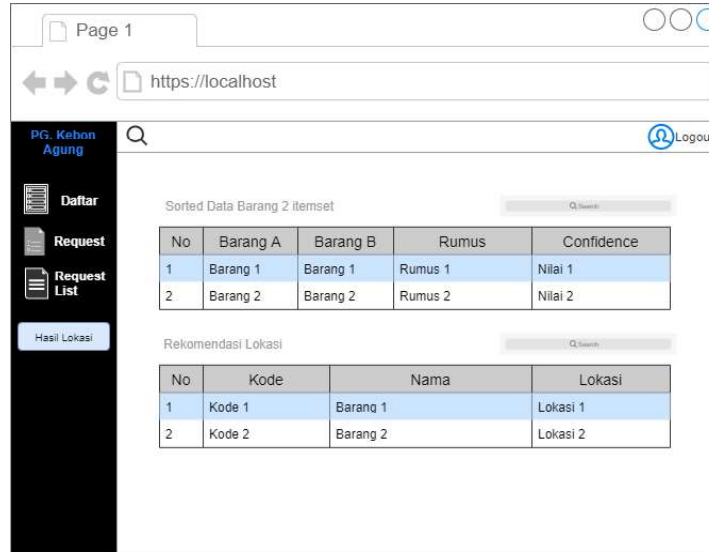 Page 1
https://localhost
PG. Kebon
Agung
Logou
Daftar
Request
Request
List
Hasil Lokasi
Sorted Data Barang 2 itemset
Search
No Barang A Barang B Rumus Confidence
1 Barang 1 Barang 1 Rumus 1 Nilai 1
2 Barang 2 Barang 2 Rumus 2 Nilai 2
Rekomendasi Lokasi
Search
No Kode Nama Lokasi
1 Kode 1 Barang 1 Lokasi 1
2 Kode 2 Barang 2 Lokasi 2